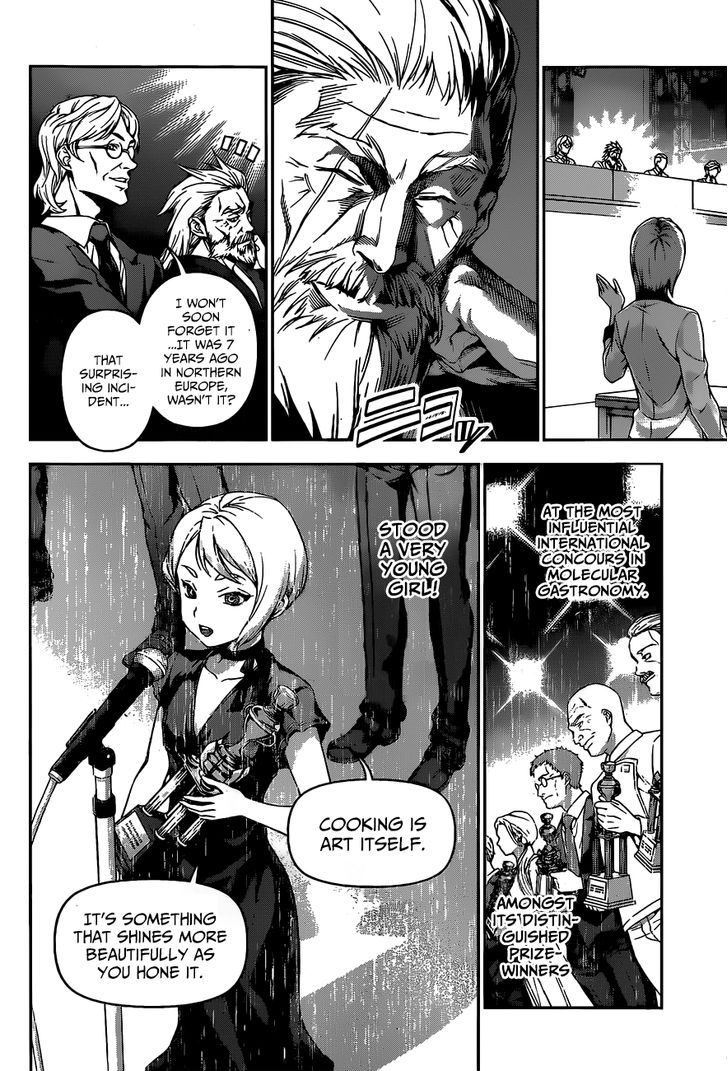 I WON'T
SOON
FORGET IT
...IT WAS 7
YEARS AGO
IN NORTHERN
EUROPE,
WASN'T IT?
THAT
SURPRIS-
ING INCI-
DENT...
AT THE MOST
INFLUENTIAL
INTERNATIONAL
CONCOURS IN
MOLECULAR
GASTRONOMY.
AMONGST
ITS DISTIN-
GUISHED
PRIZE-
WINNERS
STOOD
A VERY
YOUNG
GIRL!
COOKING IS
ART ITSELF.
IT'S SOMETHING
THAT SHINES MORE
BEAUTIFULLY AS
YOU HONE IT.